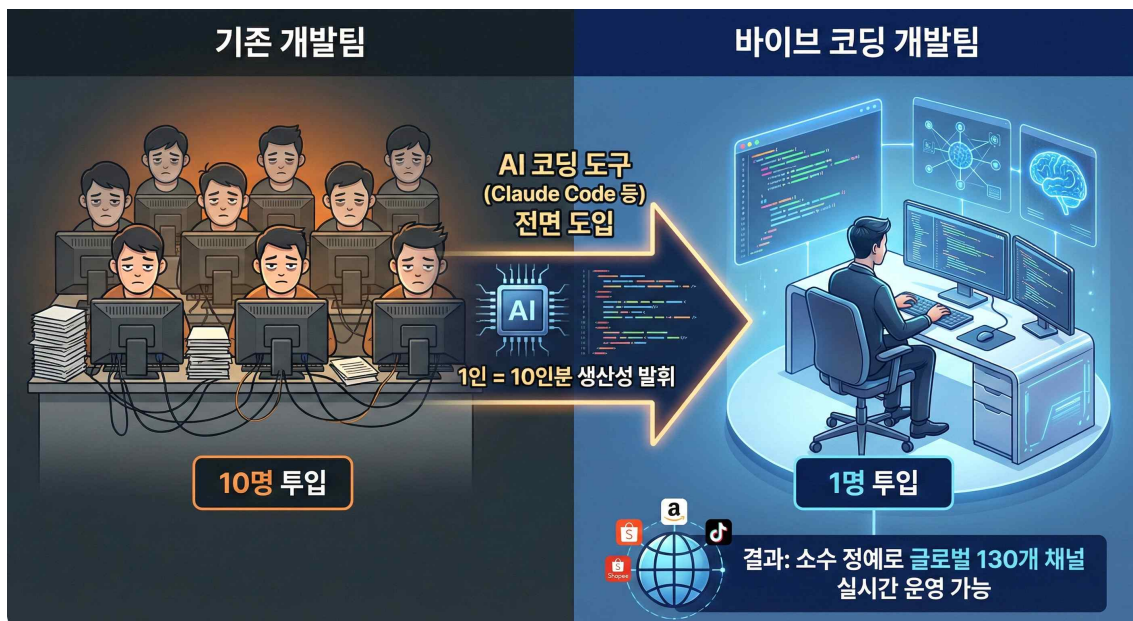 기존 개발팀
바이브 코딩 개발팀
AI 코딩 도구
(Claude Code 등)
전면 도입
AI
1인 = 10인분 생산성 발휘
10명 투입
1명 투입
a
S
S
Shopee
결과: 소수 정예로 글로벌 130개 채널
실시간 운영 가능